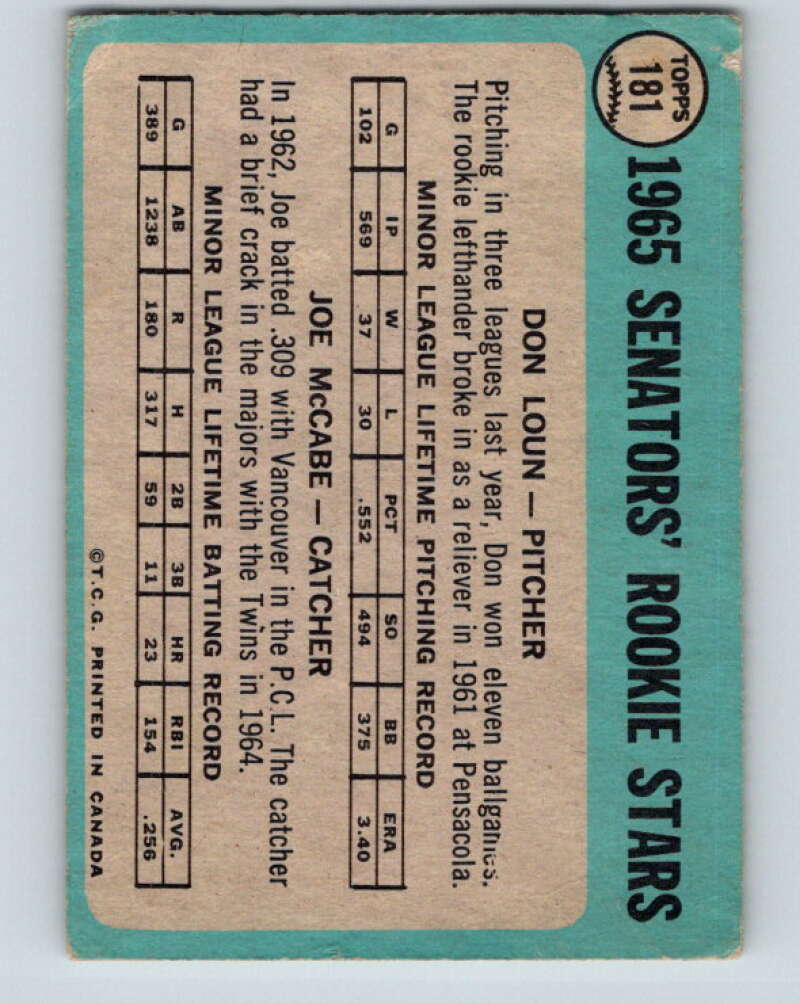 TOPPS
181
1965 SENATORS' ROOKIE STARS
DON LOUN — PITCHER
Pitching in three leagues last year, Don won eleven ballgames.
The rookie lefthander broke in as a reliever in 1961 at Pensacola.
MINOR LEAGUE LIFETIME PITCHING RECORD
G IP W L PCT SO BB ERA
102 569 37 30 .552 494 375 3.40
JOE McCABE — CATCHER
In 1962, Joe batted .309 with Vancouver in the P.C.L. The catcher
had a brief crack in the majors with the Twins in 1964.
MINOR LEAGUE LIFETIME BATTING RECORD
G AB R H 2B 3B HR RBI AVG.
389 1238 180 317 59 11 23 154 .256
©T.C.G. PRINTED IN CANADA